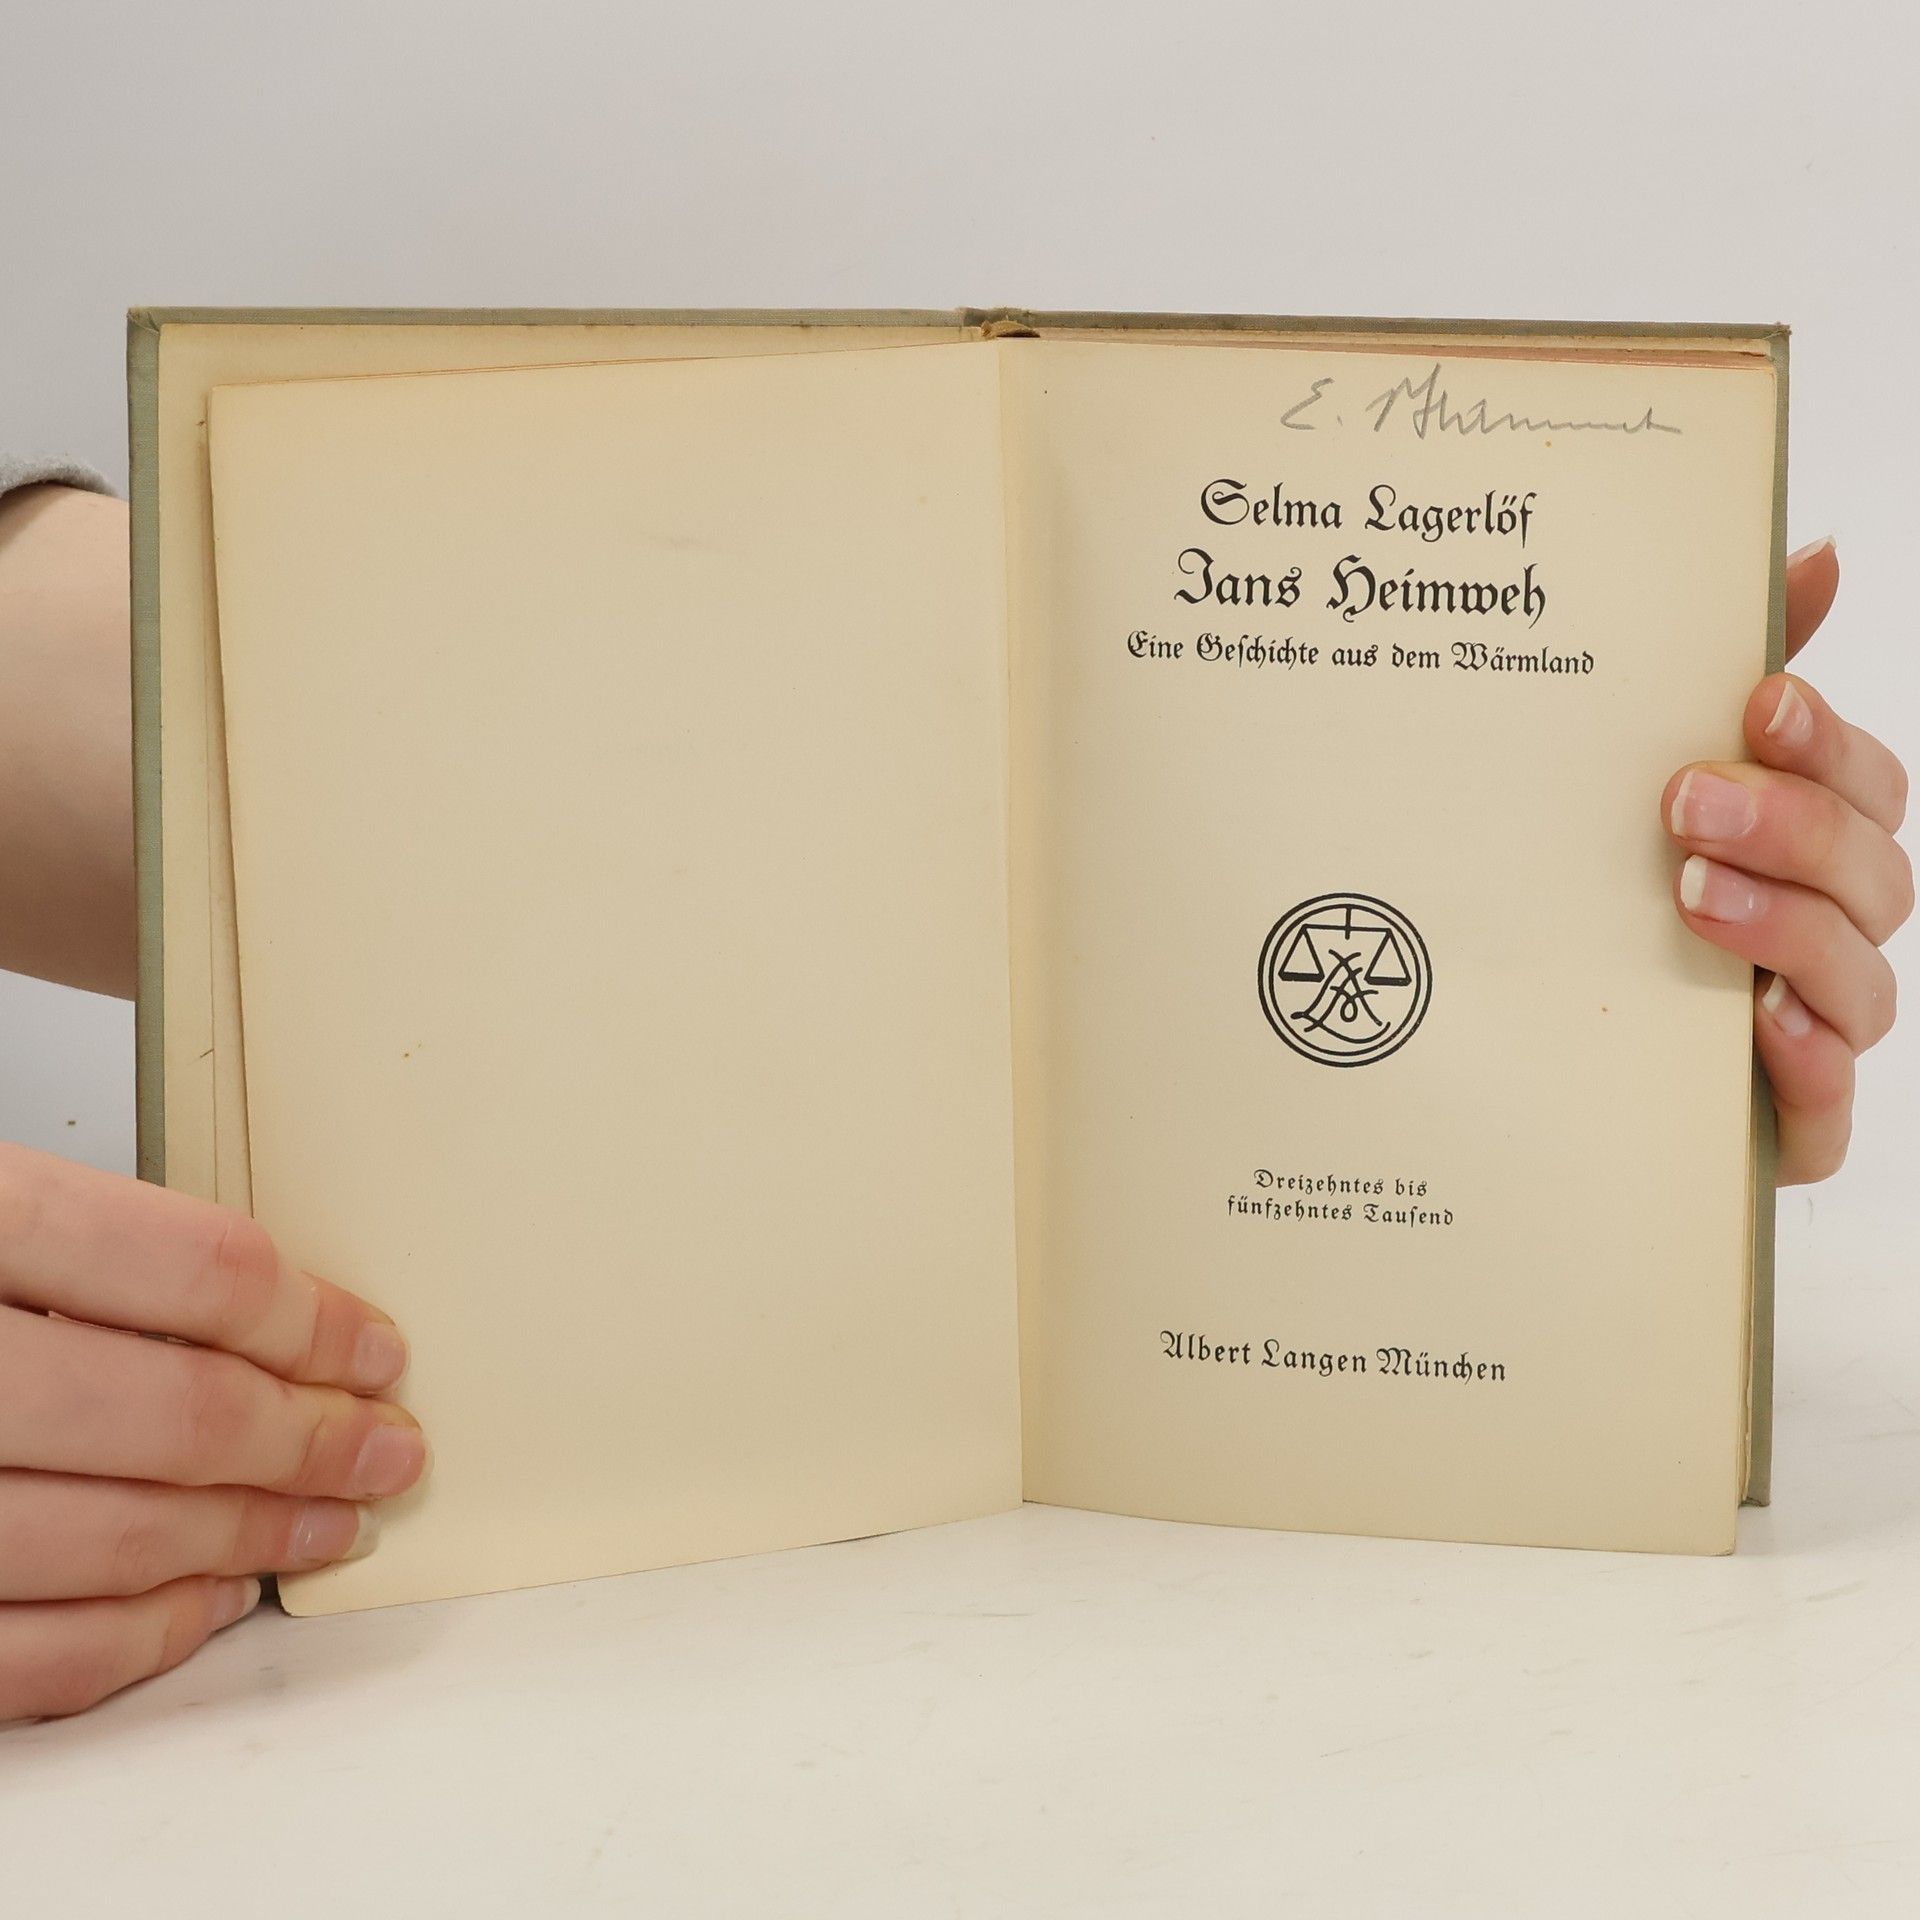 E.
Selma Lagerlöf
Jans Heimweh
Eine Geſchichte aus dem Wärmland
Dreizehntes bis
fünfzehntes Tauſend
Albert Langen München